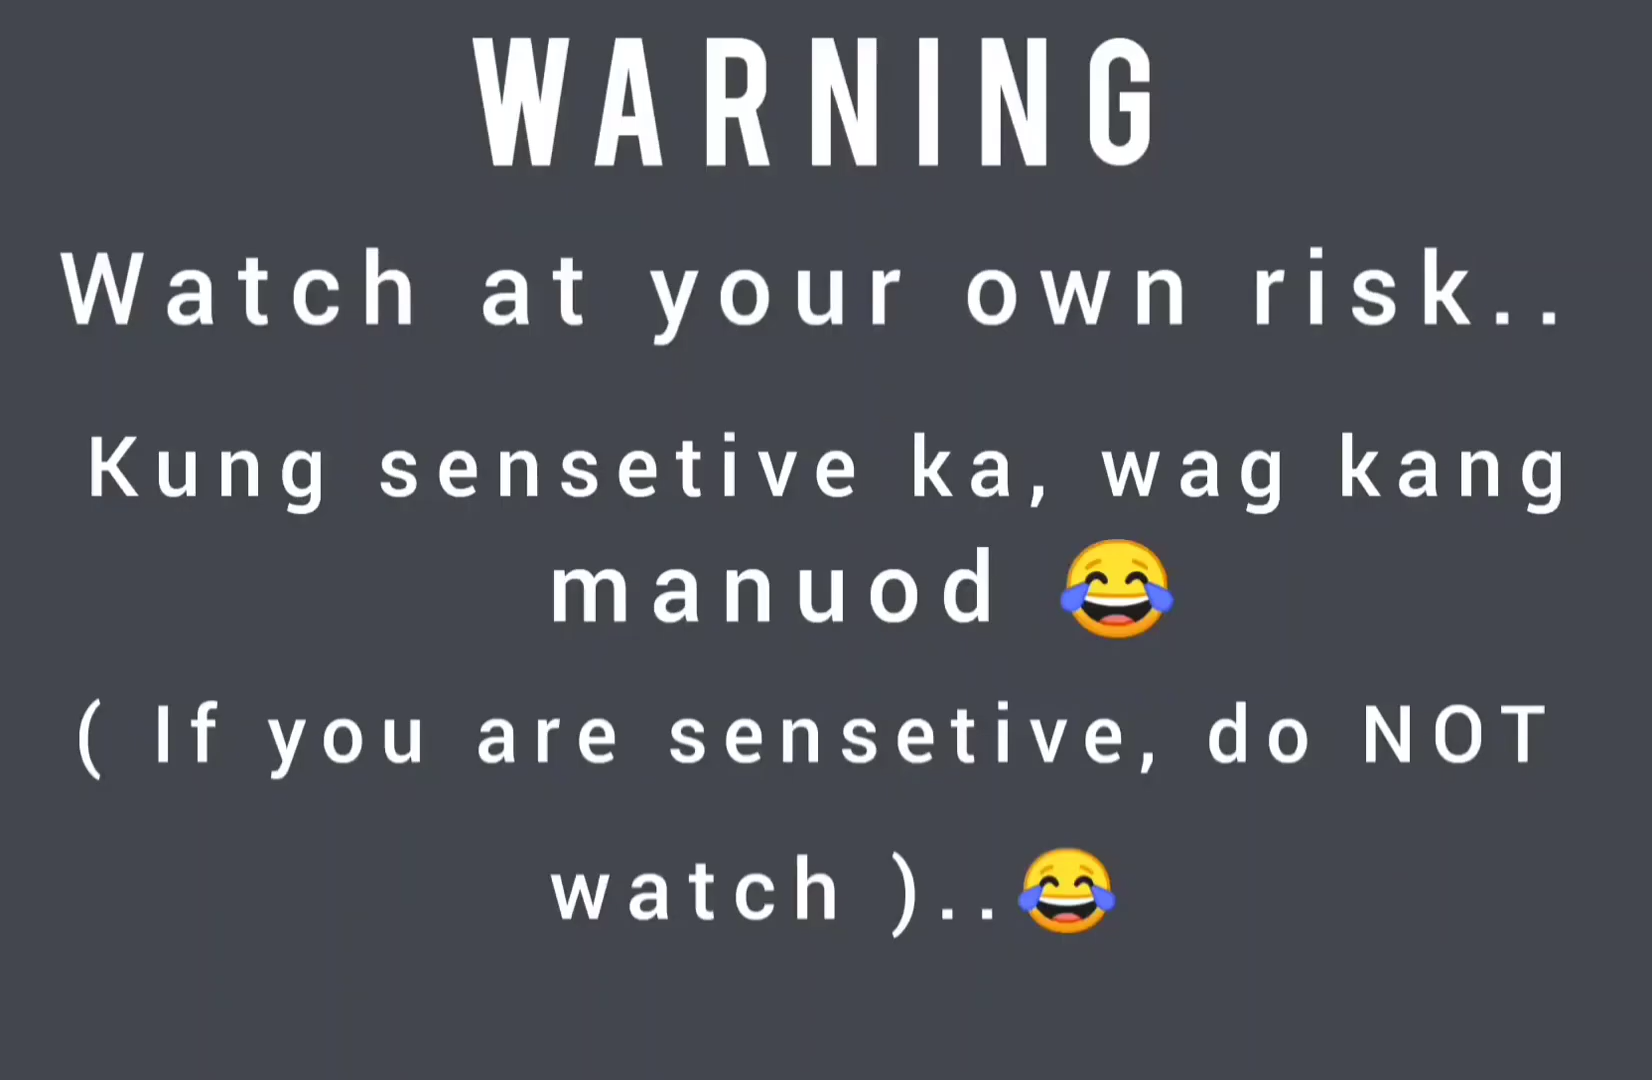 WARNING
Watch at your own risk..
Kung sensetive ka, wag kang
manuod 😂
( If you are sensetive, do NOT
watch )..😂